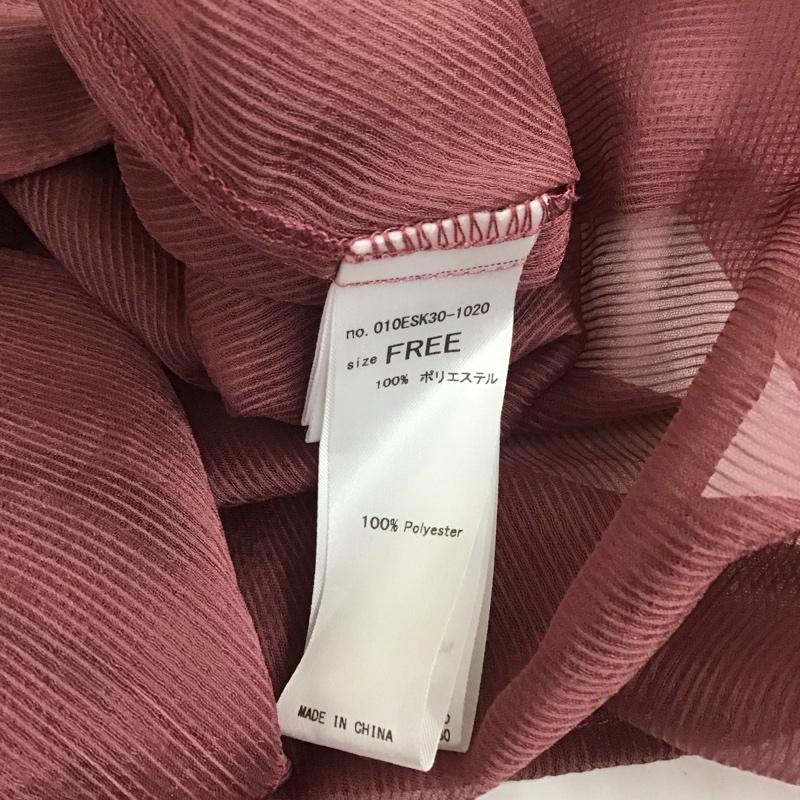 no. 010ESK30-1020
size FREE
100% ポリエステル
100% Polyester
MADE IN CHINA